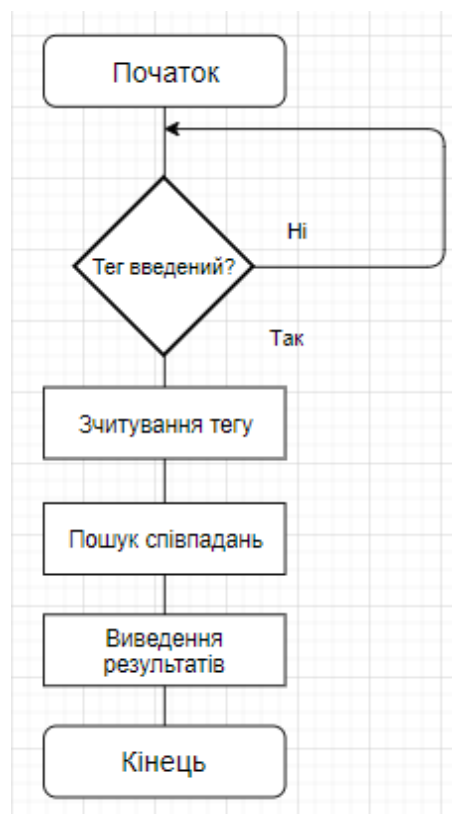 Початок
Ні
Тег введений?
Так
Зчитування тегу
Пошук співпадань
Виведення
результатів
Кінець